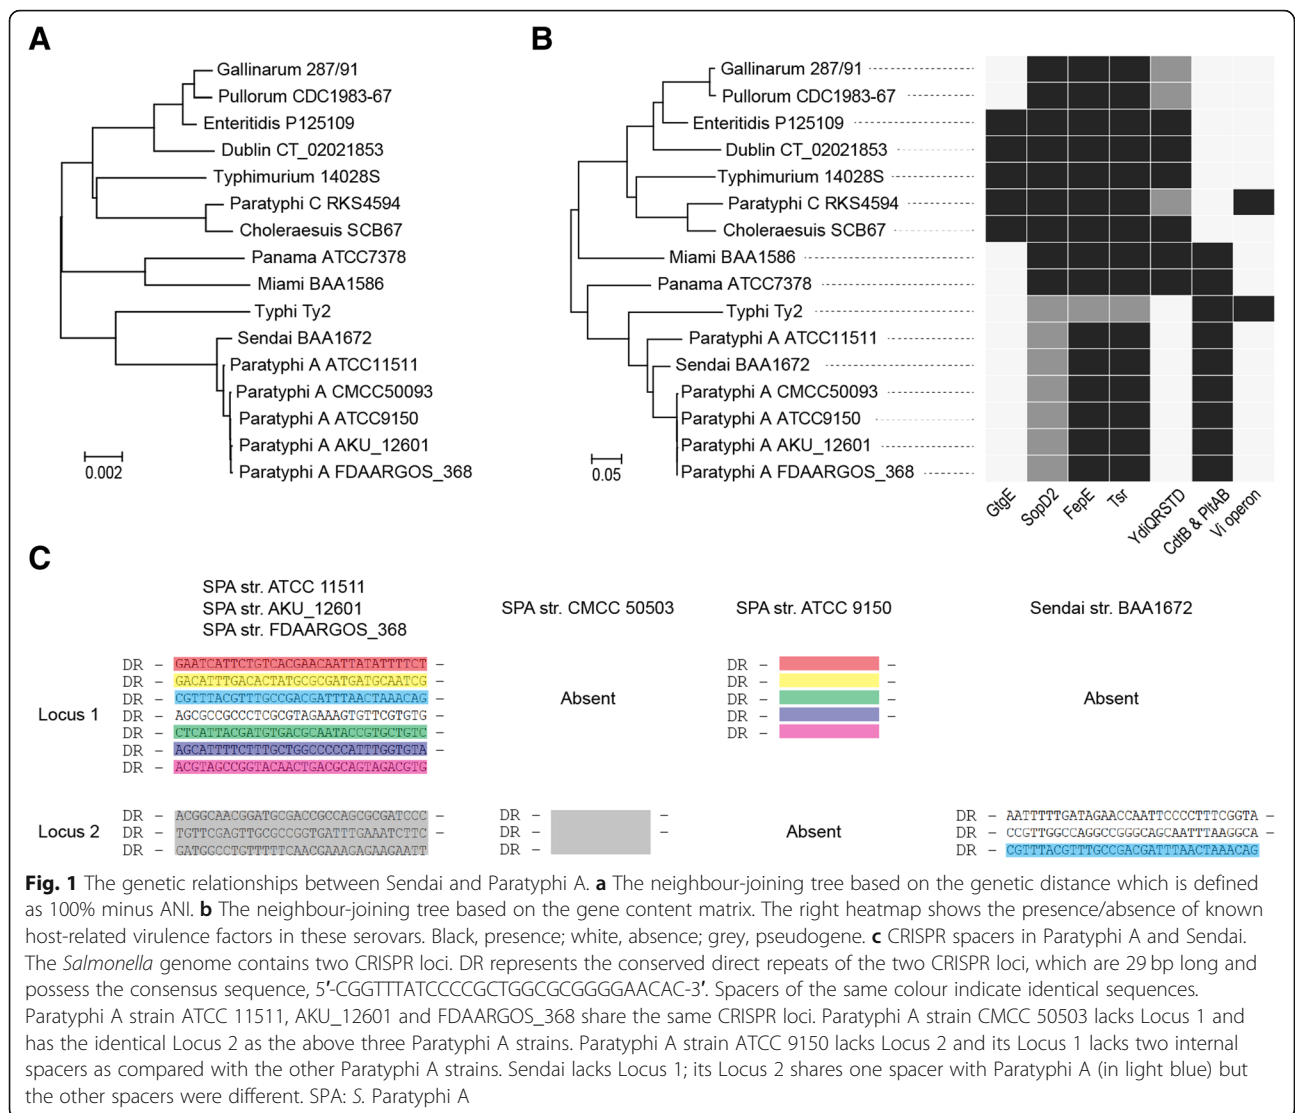 A
Gallinarum 287/91
Pullorum CDC1983-67
Enteritidis P125109
Dublin CT_02021853
Typhimurium 14028S
Paratyphi C RKS4594
Choleraesuis SCB67
Panama ATCC7378
Miami BAA1586
Typhi Ty2
Sendai BAA1672
Paratyphi A ATCC11511
Paratyphi A CMCC50093
Paratyphi A ATCC9150
Paratyphi A AKU_12601
Paratyphi A FDAARGOS_368
0.002
B
Gallinarum 287/91
Pullorum CDC1983-67
Enteritidis P125109
Dublin CT_02021853
Typhimurium 14028S
Paratyphi C RKS4594
Choleraesuis SCB67
Miami BAA1586
Panama ATCC7378
Typhi Ty2
Paratyphi A ATCC11511
Sendai BAA1672
Paratyphi A CMCC50093
Paratyphi A ATCC9150
Paratyphi A AKU_12601
Paratyphi A FDAARGOS_368
0.05
GtgE
SopD2
FepE
Tsr
YdiQRSTD
CdtB & PltAB
Vi operon
C
SPA str. ATCC 11511
SPA str. AKU_12601
SPA str. FDAARGOS_368
SPA str. CMCC 50503
SPA str. ATCC 9150
Sendai str. BAA1672
Locus 1
DR – GAATCATTCTGTCACGAACAATTATATTTTCT –
DR – GACATTTGACACTATGCGCGATGATGCAATCG –
DR – CGTTTACGTTTGCCGACGATTTAACTAAACAG –
DR – AGCGCCGCCCTCGCGTAGAAAGTGTTCGTGTG –
DR – CTCATTACGATGTGACGCAATACCGTGCTGTC –
DR – AGCATTTTCTTTGCTGGCCCCCATTTGGTGTA –
DR – ACGTAGCCGGTACAACTGACGCAGTAGACGTG
Absent
DR – –
DR –
DR –
DR – –
DR –
Absent
Locus 2
DR – ACGGCAACGGATGCGACCGCCAGCGCGATCCC –
DR – TGTTCGAGTTGCGCCGGTGATTTGAAATCTTC –
DR – GATGGCCTGTTTTTCAACGAAAGAGAAGAATT
DR – –
DR – –
DR –
Absent
DR – AATTTTTGATAGAACCAATTCCCCTTTCGGTA –
DR – CCGTTGGCCAGGCCGGGCAGCAATTTAAGGCA –
DR – CGTTTACGTTTGCCGACGATTTAACTAAACAG
Fig. 1 The genetic relationships between Sendai and Paratyphi A. a The neighbour-joining tree based on the genetic distance which is defined
as 100% minus ANI. b The neighbour-joining tree based on the gene content matrix. The right heatmap shows the presence/absence of known
host-related virulence factors in these serovars. Black, presence; white, absence; grey, pseudogene. c CRISPR spacers in Paratyphi A and Sendai.
The Salmonella genome contains two CRISPR loci. DR represents the conserved direct repeats of the two CRISPR loci, which are 29 bp long and
possess the consensus sequence, 5′-CGGTTTATCCCCGCTGGCGCGGGGAACAC-3′. Spacers of the same colour indicate identical sequences.
Paratyphi A strain ATCC 11511, AKU_12601 and FDAARGOS_368 share the same CRISPR loci. Paratyphi A strain CMCC 50503 lacks Locus 1 and
has the identical Locus 2 as the above three Paratyphi A strains. Paratyphi A strain ATCC 9150 lacks Locus 2 and its Locus 1 lacks two internal
spacers as compared with the other Paratyphi A strains. Sendai lacks Locus 1; its Locus 2 shares one spacer with Paratyphi A (in light blue) but
the other spacers were different. SPA: S. Paratyphi A